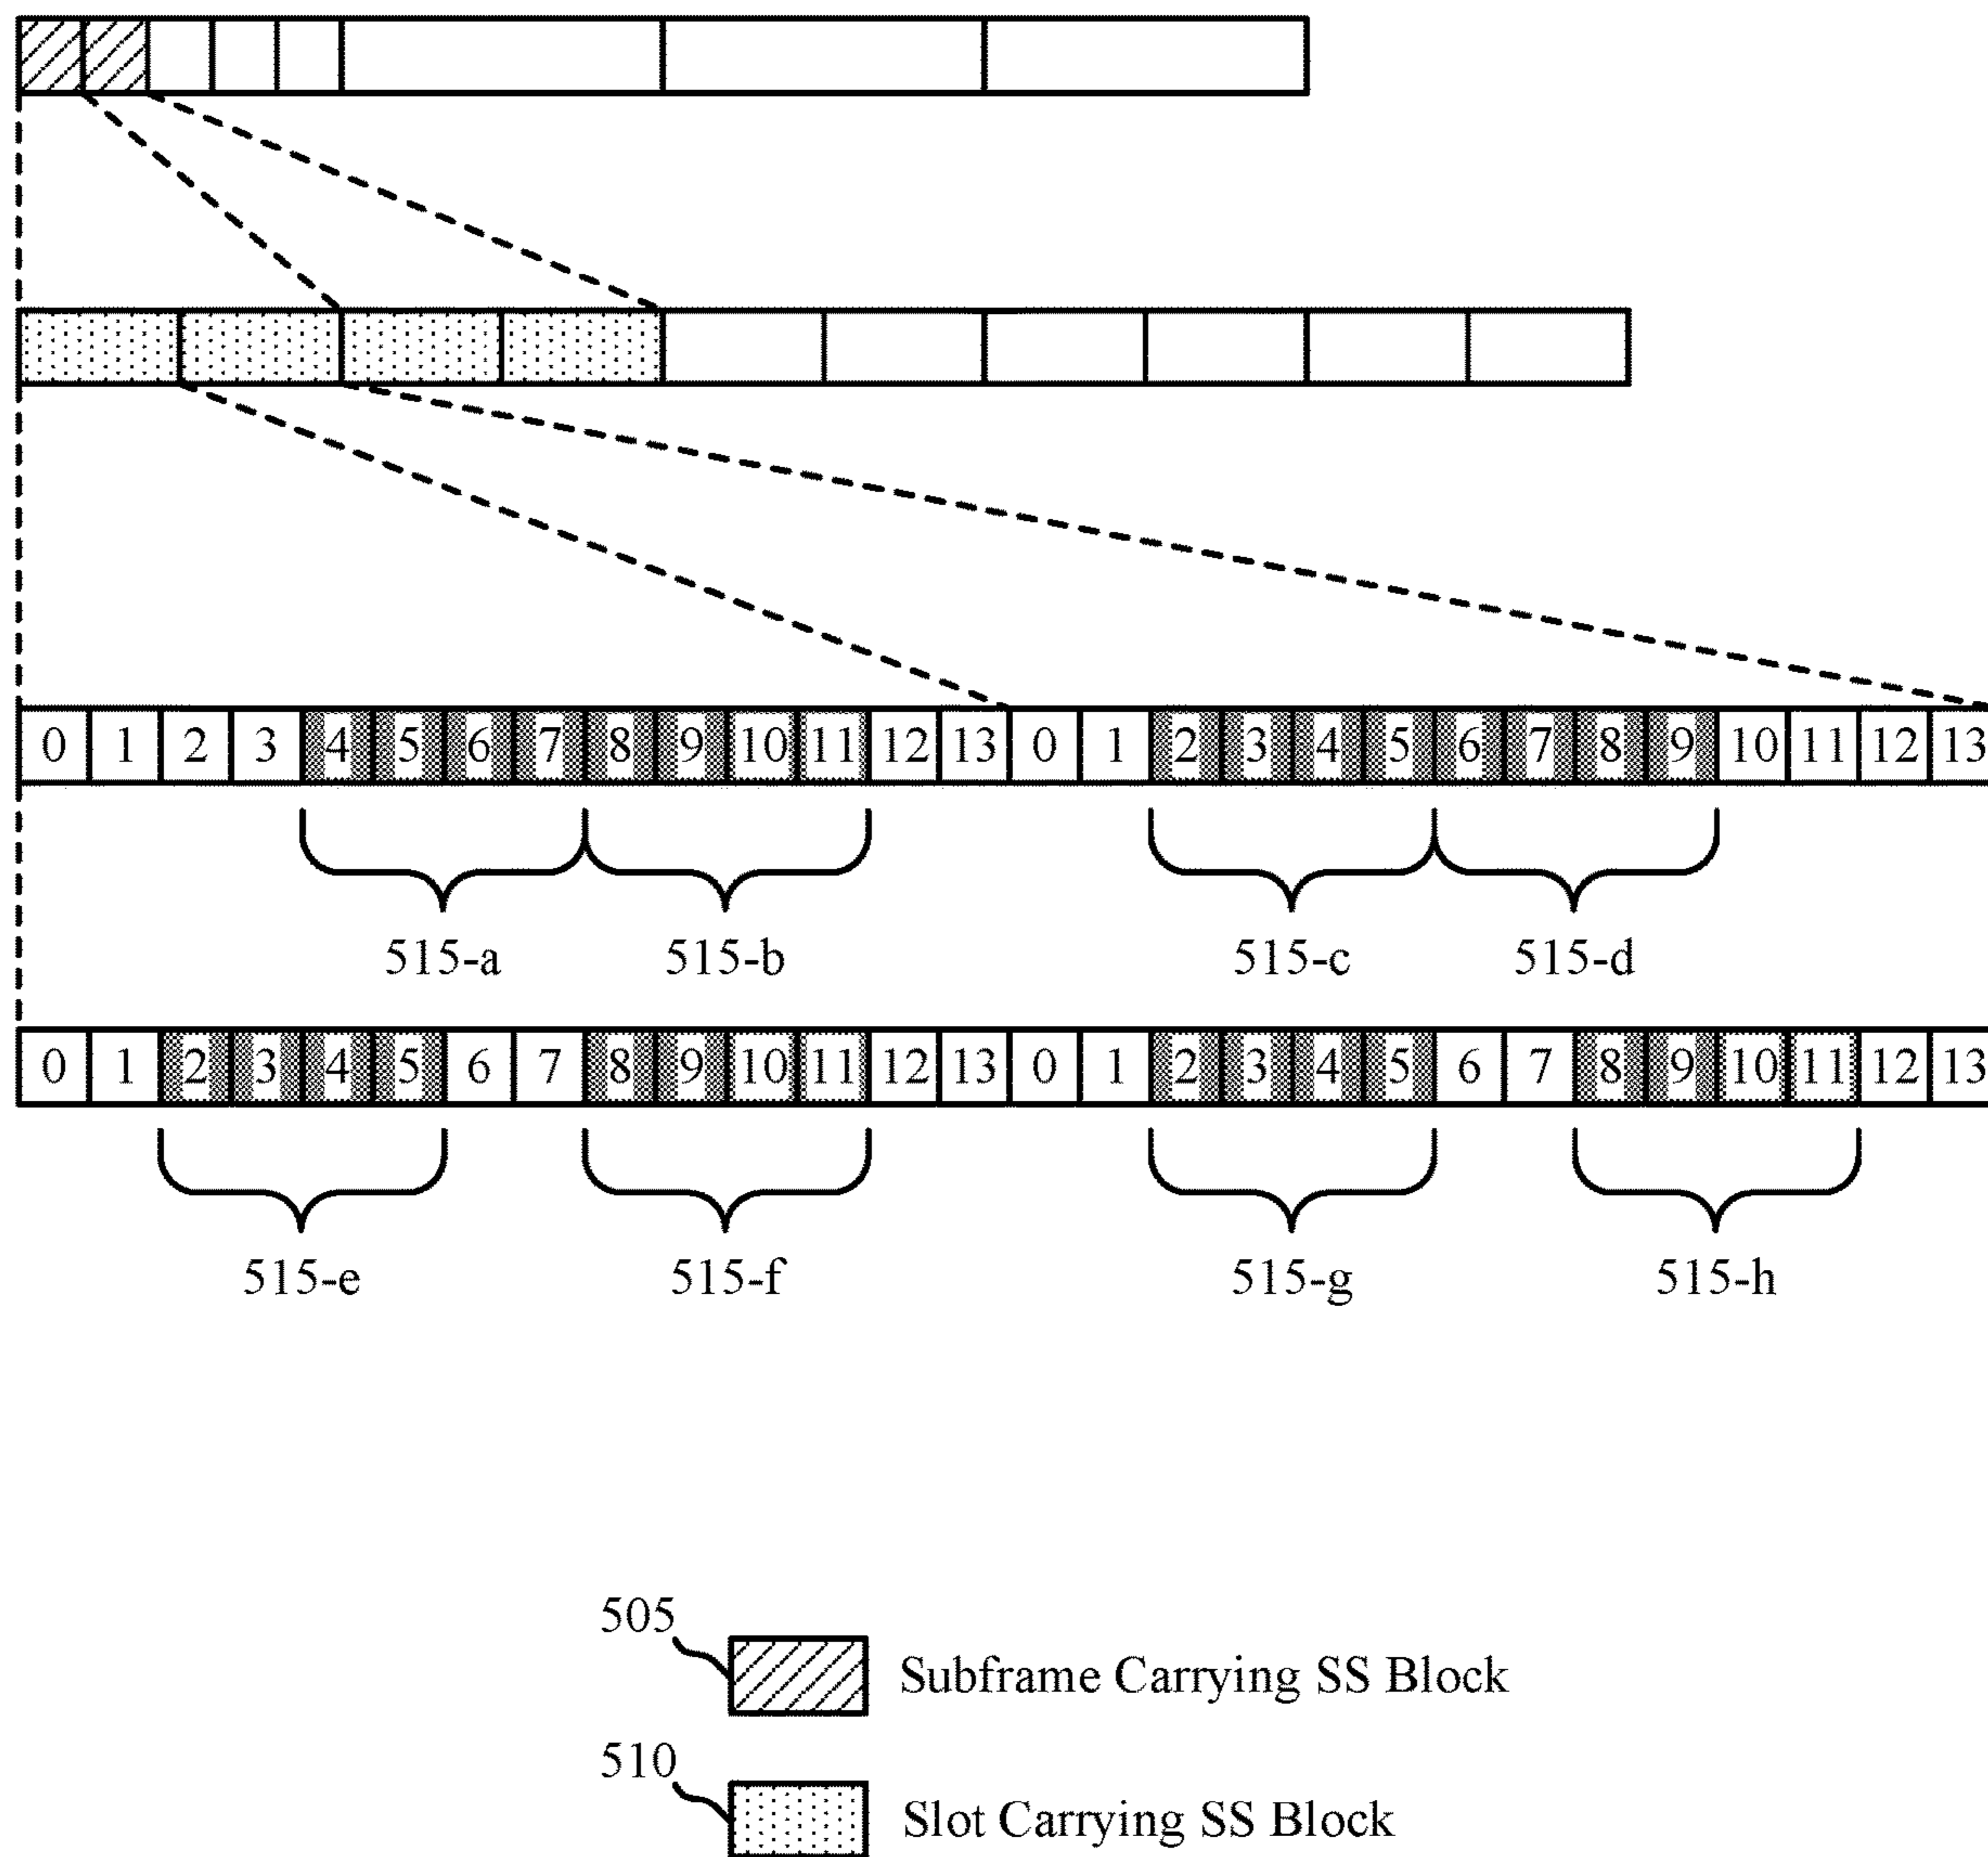 0 1 2 3 4 5 6 7 8 9 10 11 12 13 0 1 2 3 4 5 6 7 8 9 10 11 12 13
515-a 515-b 515-c 515-d
0 1 2 3 4 5 6 7 8 9 10 11 12 13 0 1 2 3 4 5 6 7 8 9 10 11 12 13
515-e 515-f 515-g 515-h
505
Subframe Carrying SS Block
510
Slot Carrying SS Block